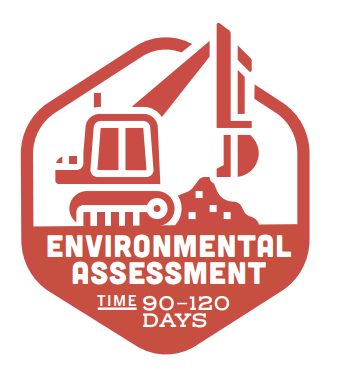 ENVIRONMENTAL
ASSESSMENT
TIME 90–120
DAYS